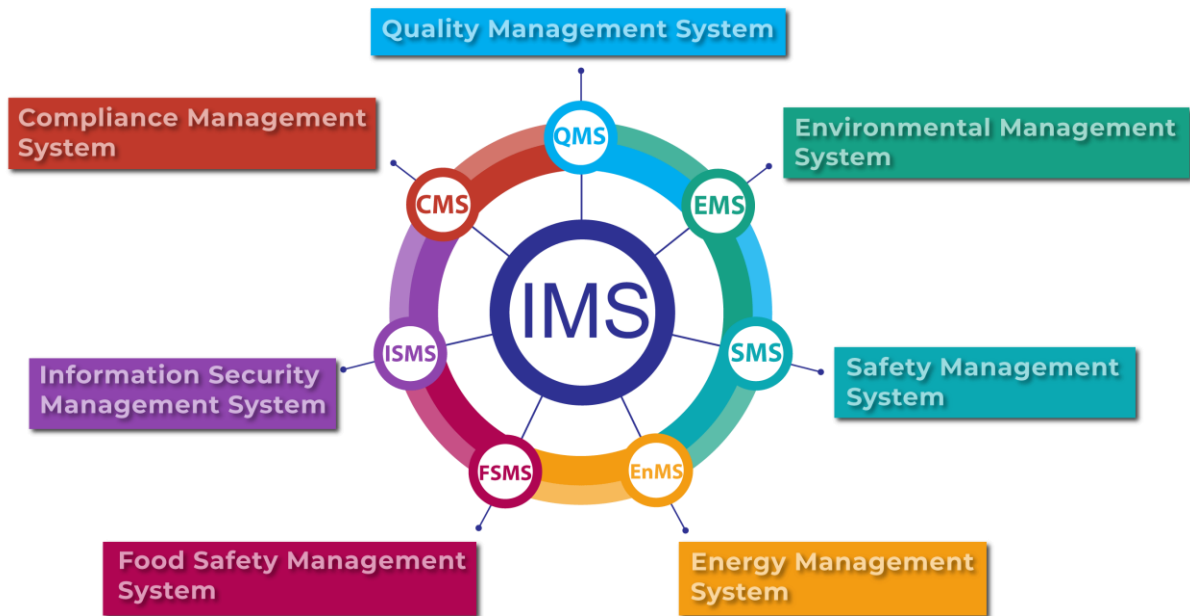 Quality Management System
Compliance Management
System
Environmental Management
System
QMS
CMS
EMS
IMS
ISMS
SMS
Information Security
Management System
Safety Management
System
FSMS
EnMS
Food Safety Management
System
Energy Management
System